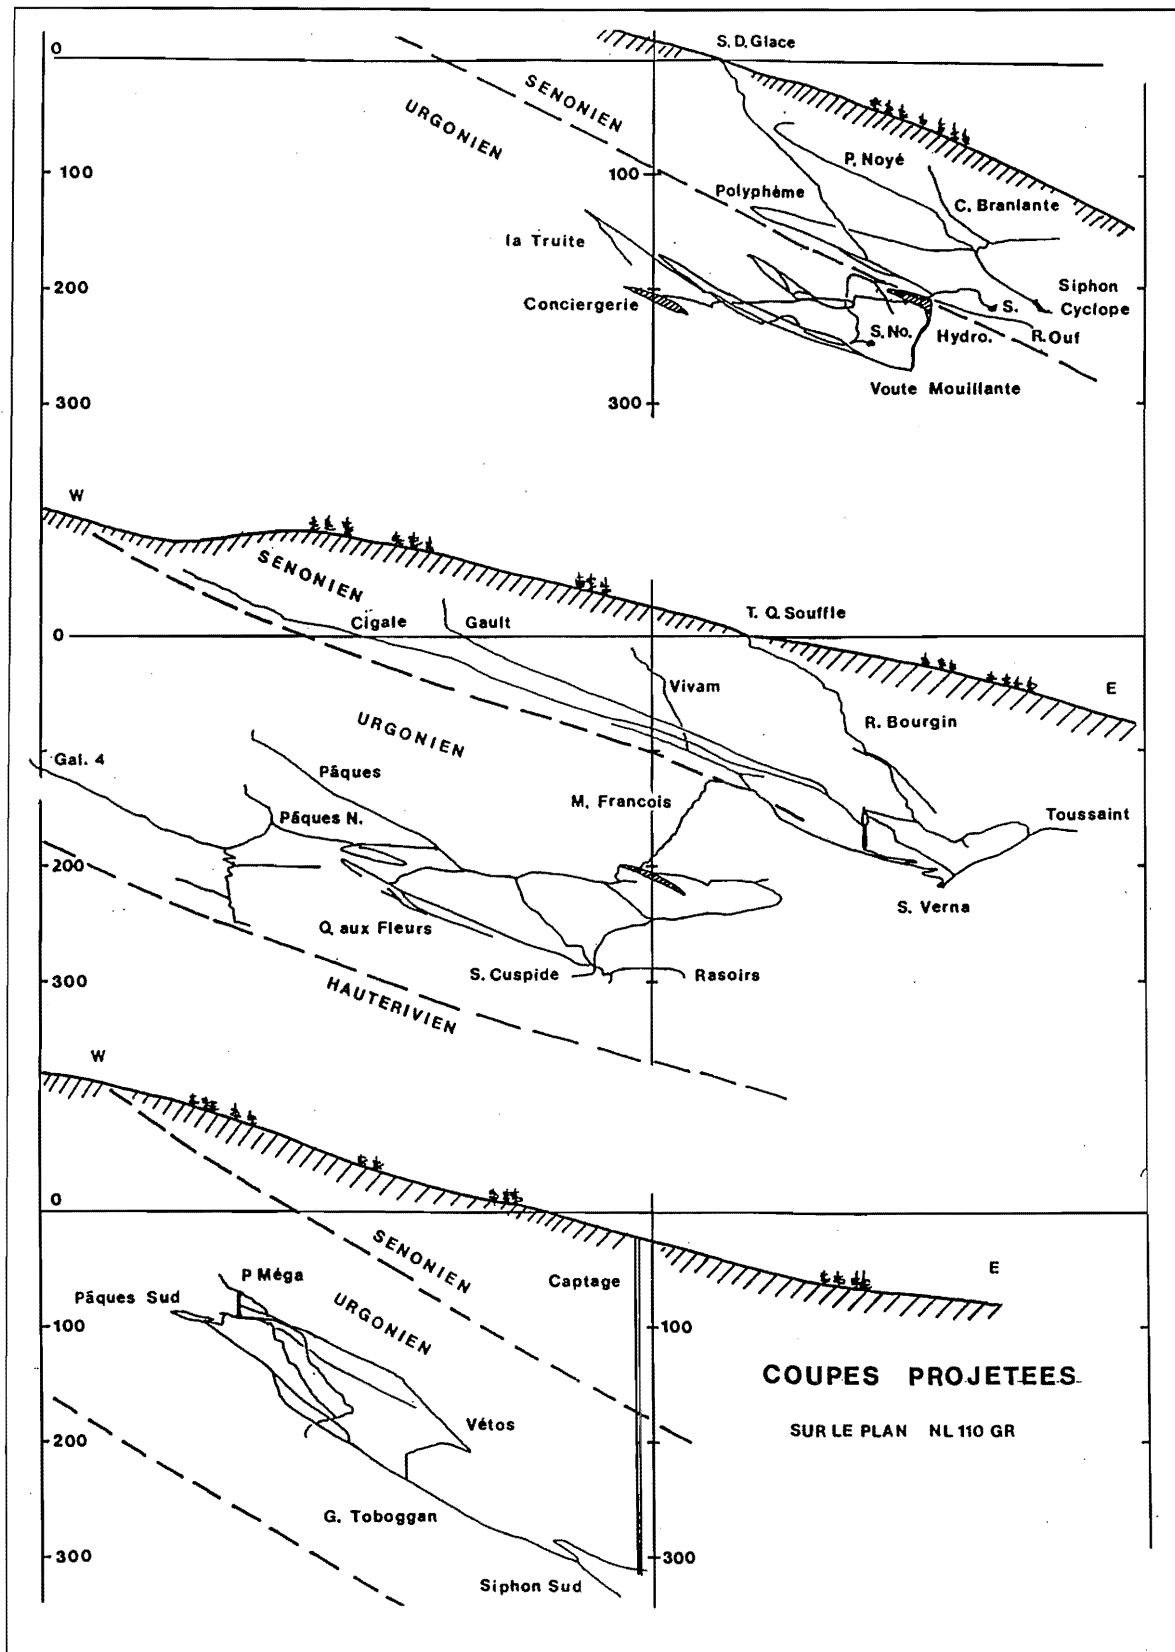 0
S.D.Glace
SENONIEN
URGONIEN
100
100
P. Noyé
Polyphème
C. Branlante
la Truite
200
Conciergerie
Siphon
Cyclope
S.
S. No.
Hydro.
R. Ouf
Voute Mouillante
300
300
W
SENONIEN
Cigale
Gault
T. Q. Souffle
0
E
Vivam
R. Bourgin
URGONIEN
Gal. 4
Pâques
M. Francois
Pâques N.
Toussaint
200
S. Verna
Q. aux Fleurs
S. Cuspide
Rasoirs
300
HAUTERIVIEN
W
0
SENONIEN
P. Méga
Captage
E
Pâques Sud
URGONIEN
100
100
COUPES PROJETEES
SUR LE PLAN NL 110 GR
Vétos
200
G. Toboggan
300
300
Siphon Sud